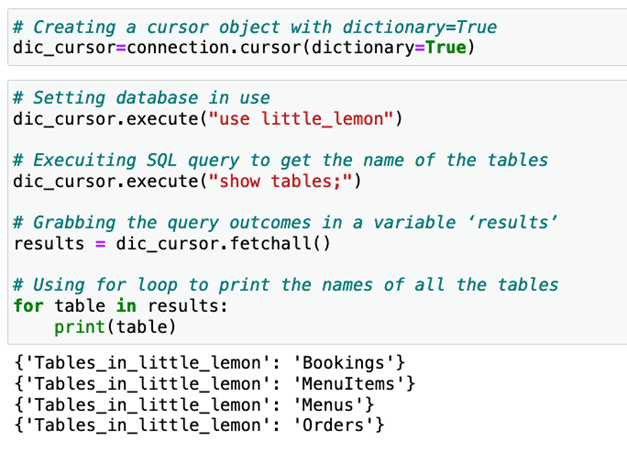 # Creating a cursor object with dictionary=True
dic_cursor=connection.cursor(dictionary=True)
# Setting database in use
dic_cursor.execute("use little_lemon")
# Execuiting SQL query to get the name of the tables
dic_cursor.execute("show tables;")
# Grabbing the query outcomes in a variable ‘results’
results = dic_cursor.fetchall()
# Using for loop to print the names of all the tables
for table in results:
    print(table)
{'Tables_in_little_lemon': 'Bookings'}
{'Tables_in_little_lemon': 'MenuItems'}
{'Tables_in_little_lemon': 'Menus'}
{'Tables_in_little_lemon': 'Orders'}